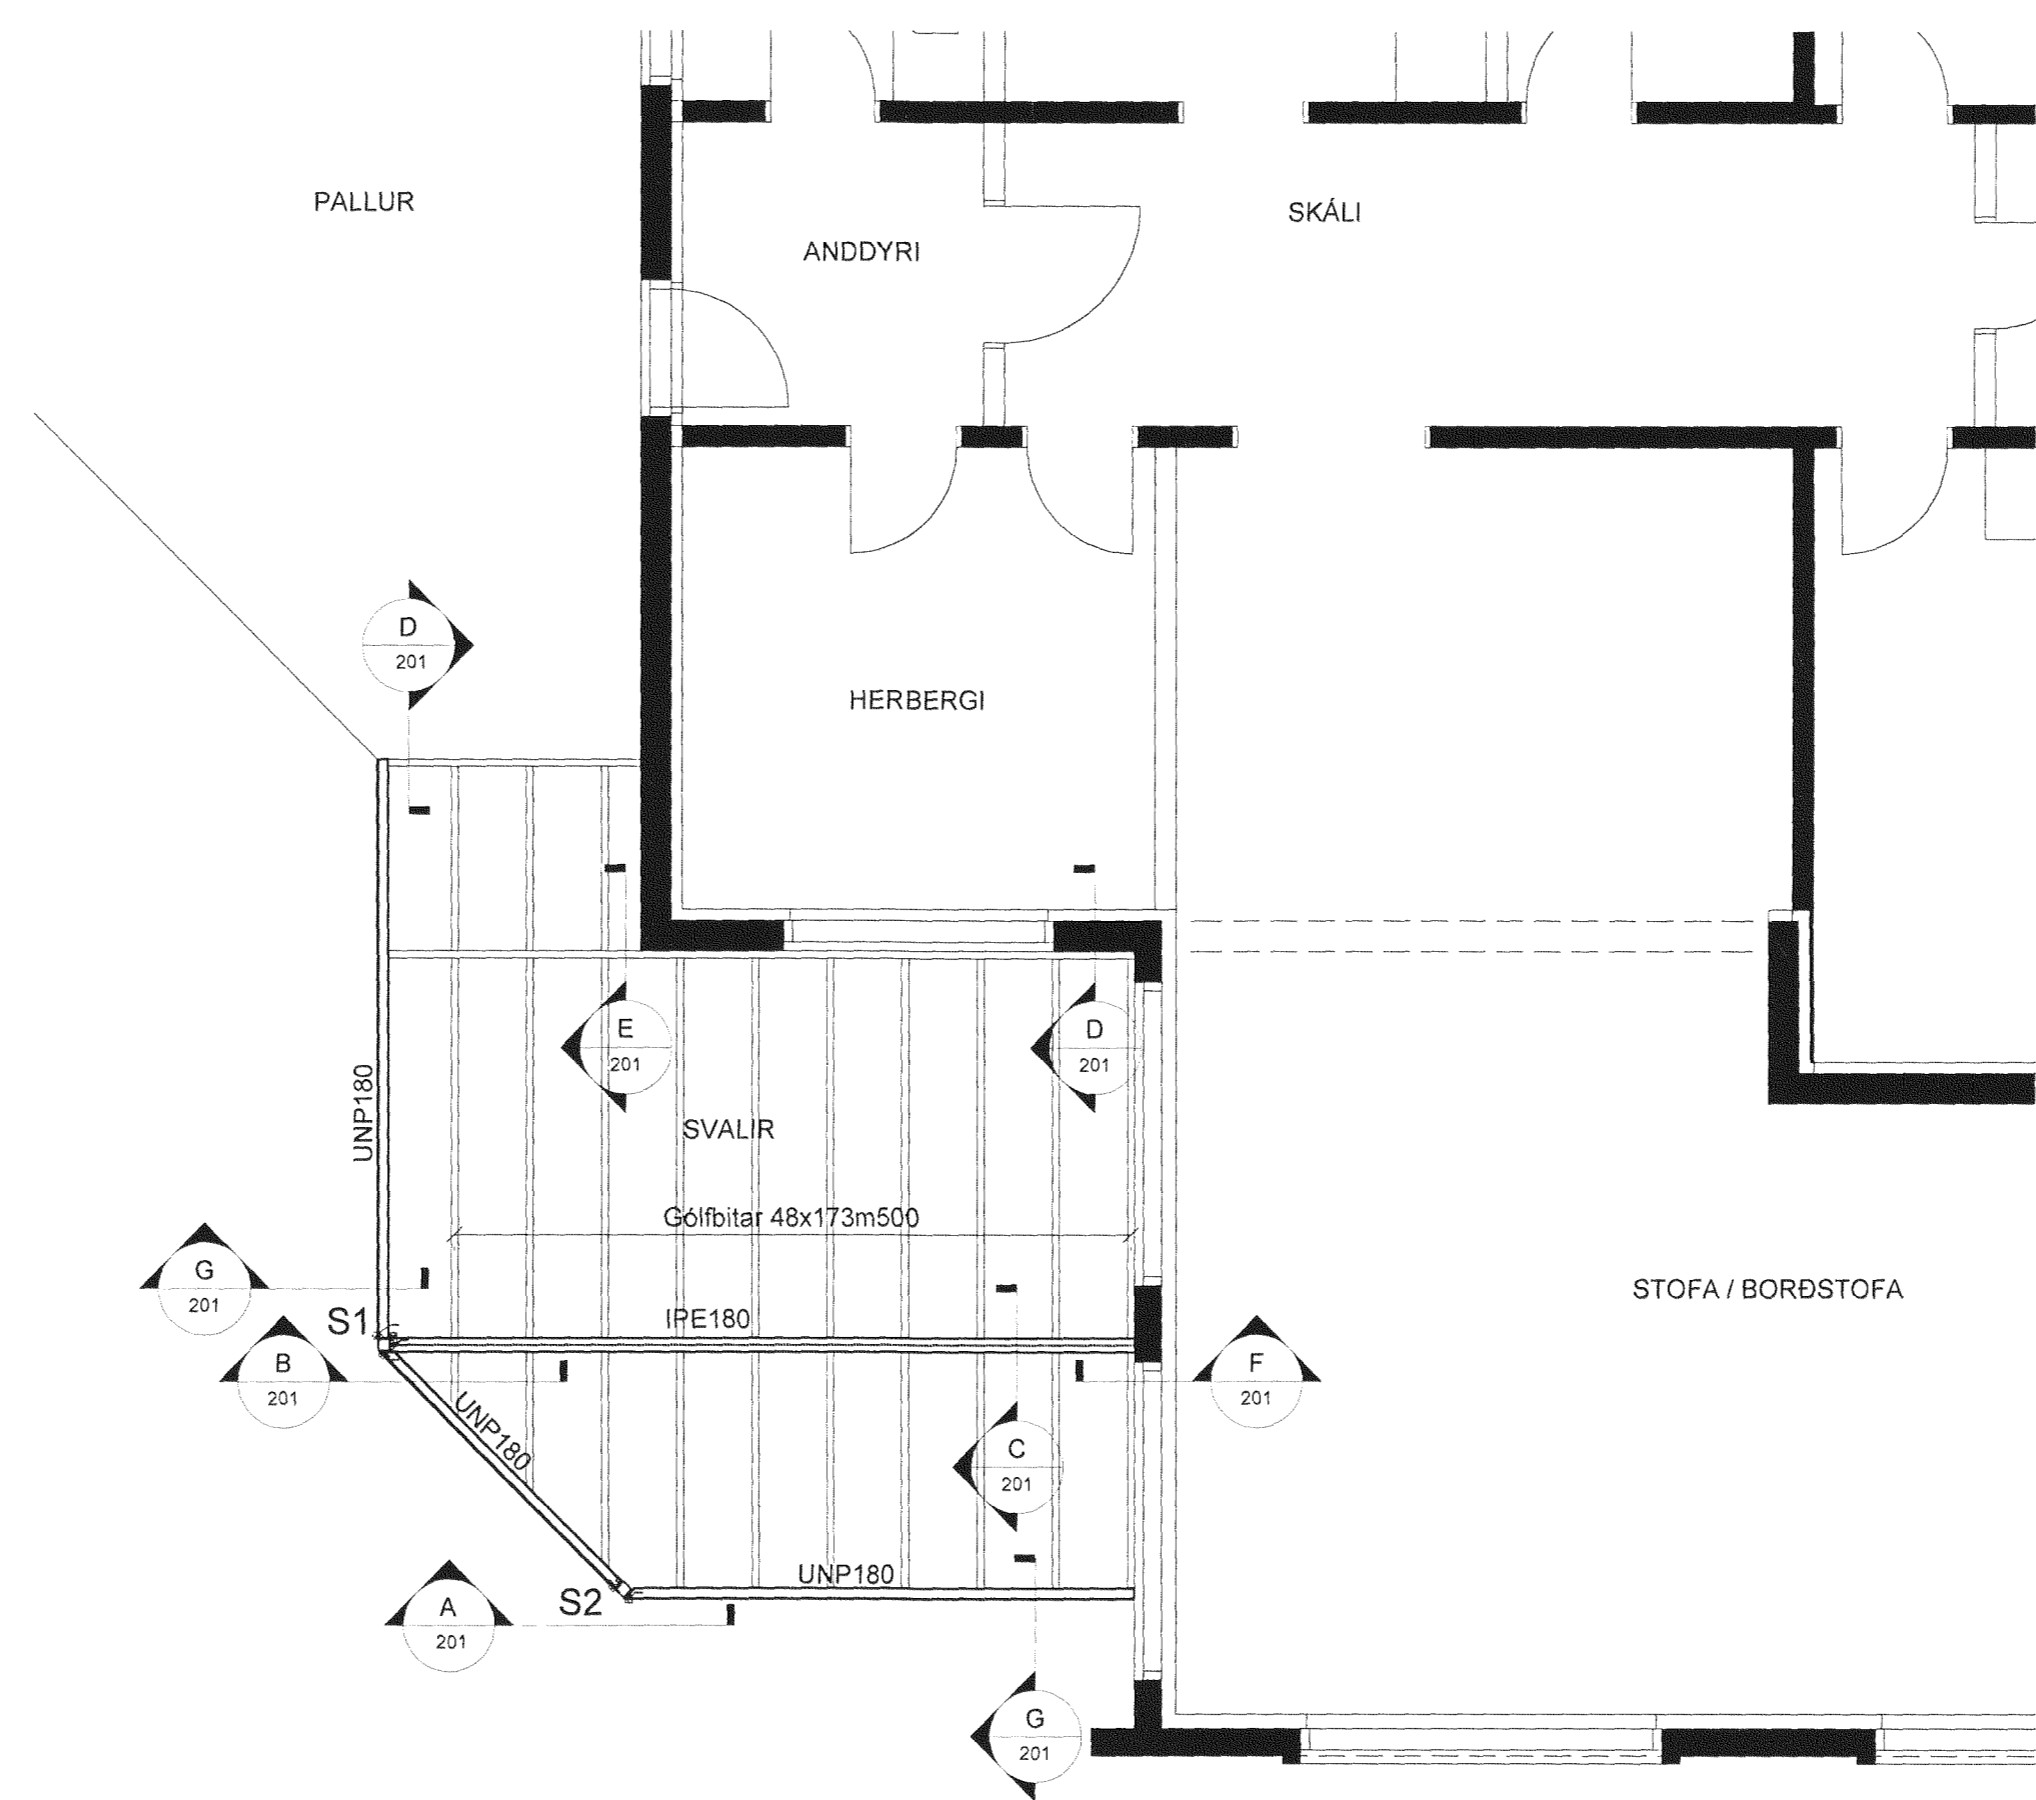 PALLUR
SKÁLI
ANDDYRI
D
201
HERBERGI
E
201
D
201
UNP180
SVALIR
Gólfbitar 48x173m500
G
201
STOFA / BORÐSTOFA
S1
IPE180
B
201
F
201
UNP180
C
201
UNP180
S2
A
201
G
201